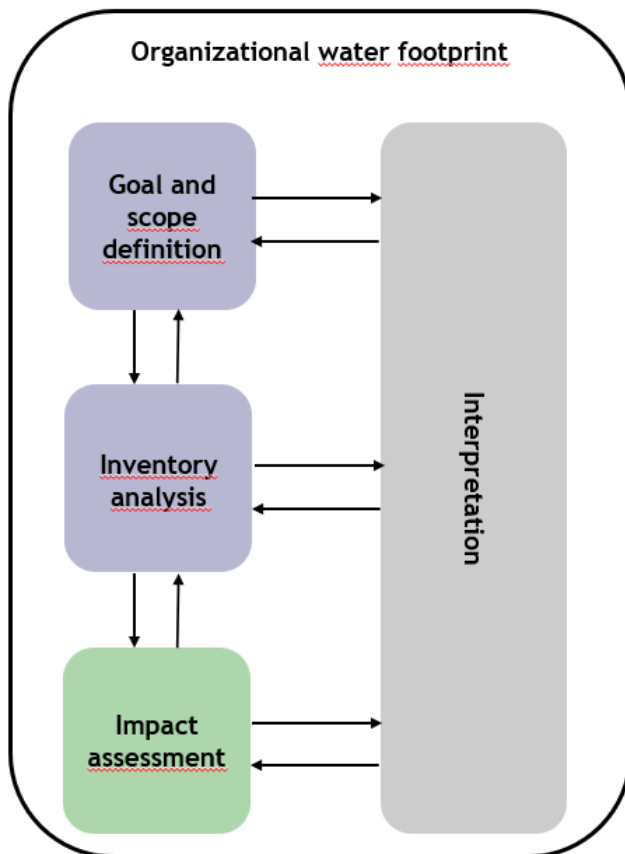 Organizational water footprint
Goal and
scope
definition
Inventory
analysis
Impact
assessment
Interpretation